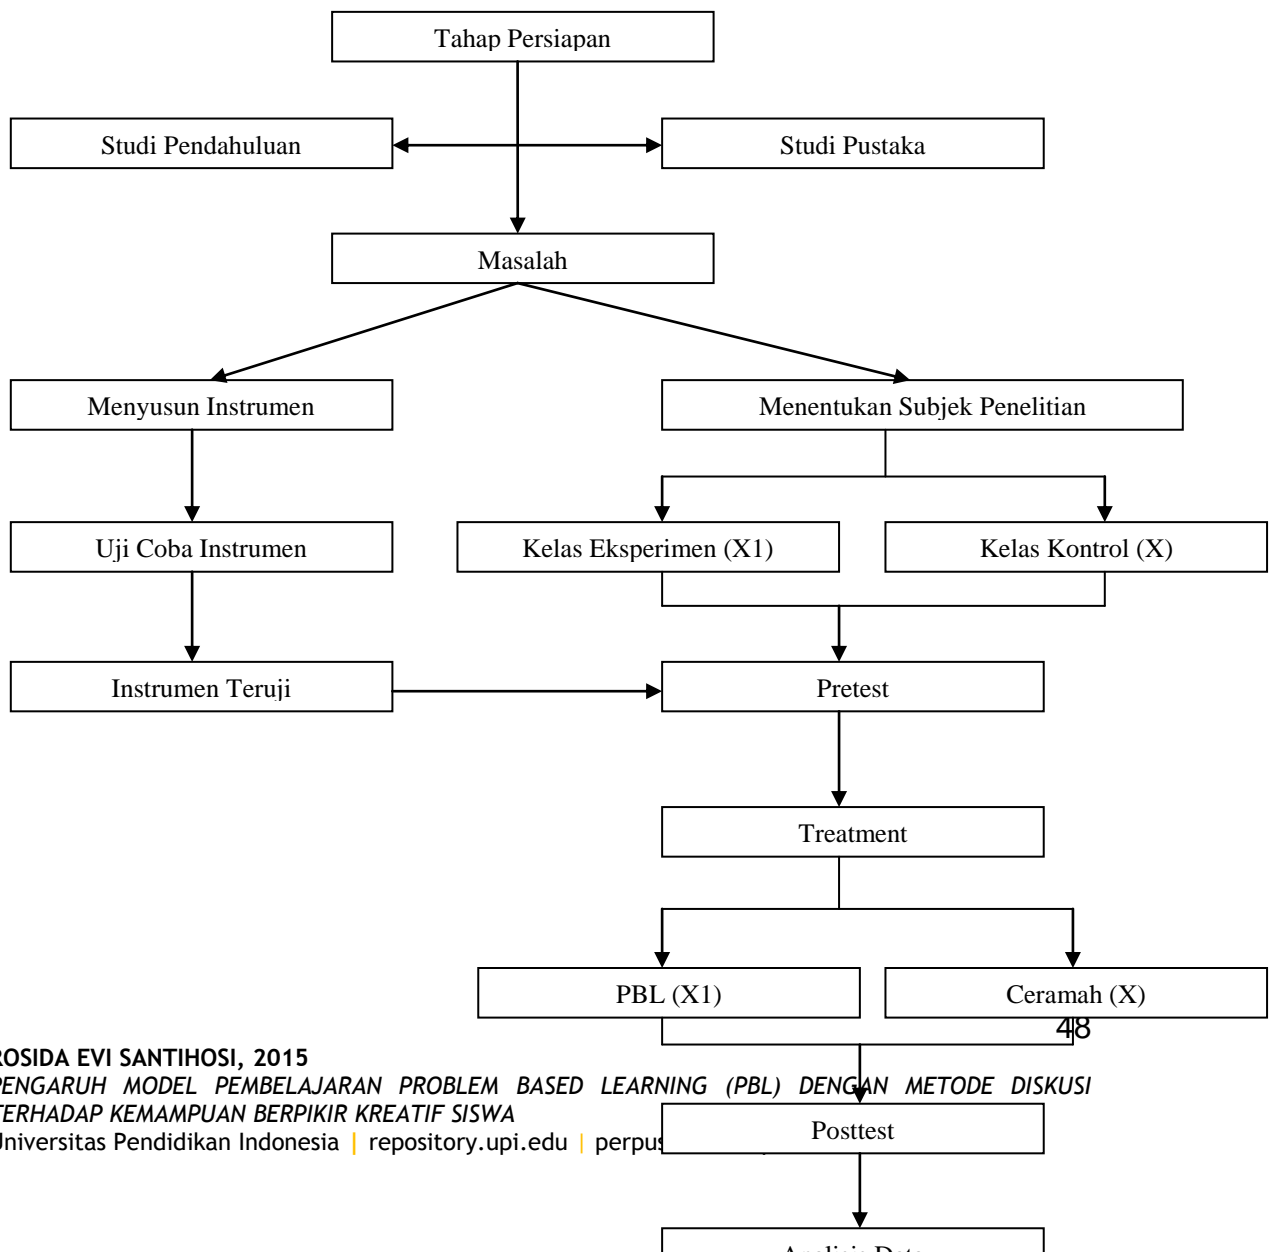 Tahap Persiapan
Studi Pendahuluan
Studi Pustaka
Masalah
Menyusun Instrumen
Menentukan Subjek Penelitian
Uji Coba Instrumen
Kelas Eksperimen (X1)
Kelas Kontrol (X)
Instrumen Teruji
Pretest
Treatment
PBL (X1)
Ceramah (X)
48
ROSIDA EVI SANTIHOSI, 2015
PENGARUH MODEL PEMBELAJARAN PROBLEM BASED LEARNING (PBL) DENGAN METODE DISKUSI
TERHADAP KEMAMPUAN BERPIKIR KREATIF SISWA
Universitas Pendidikan Indonesia | repository.upi.edu | perpus
Posttest
Analisis Data